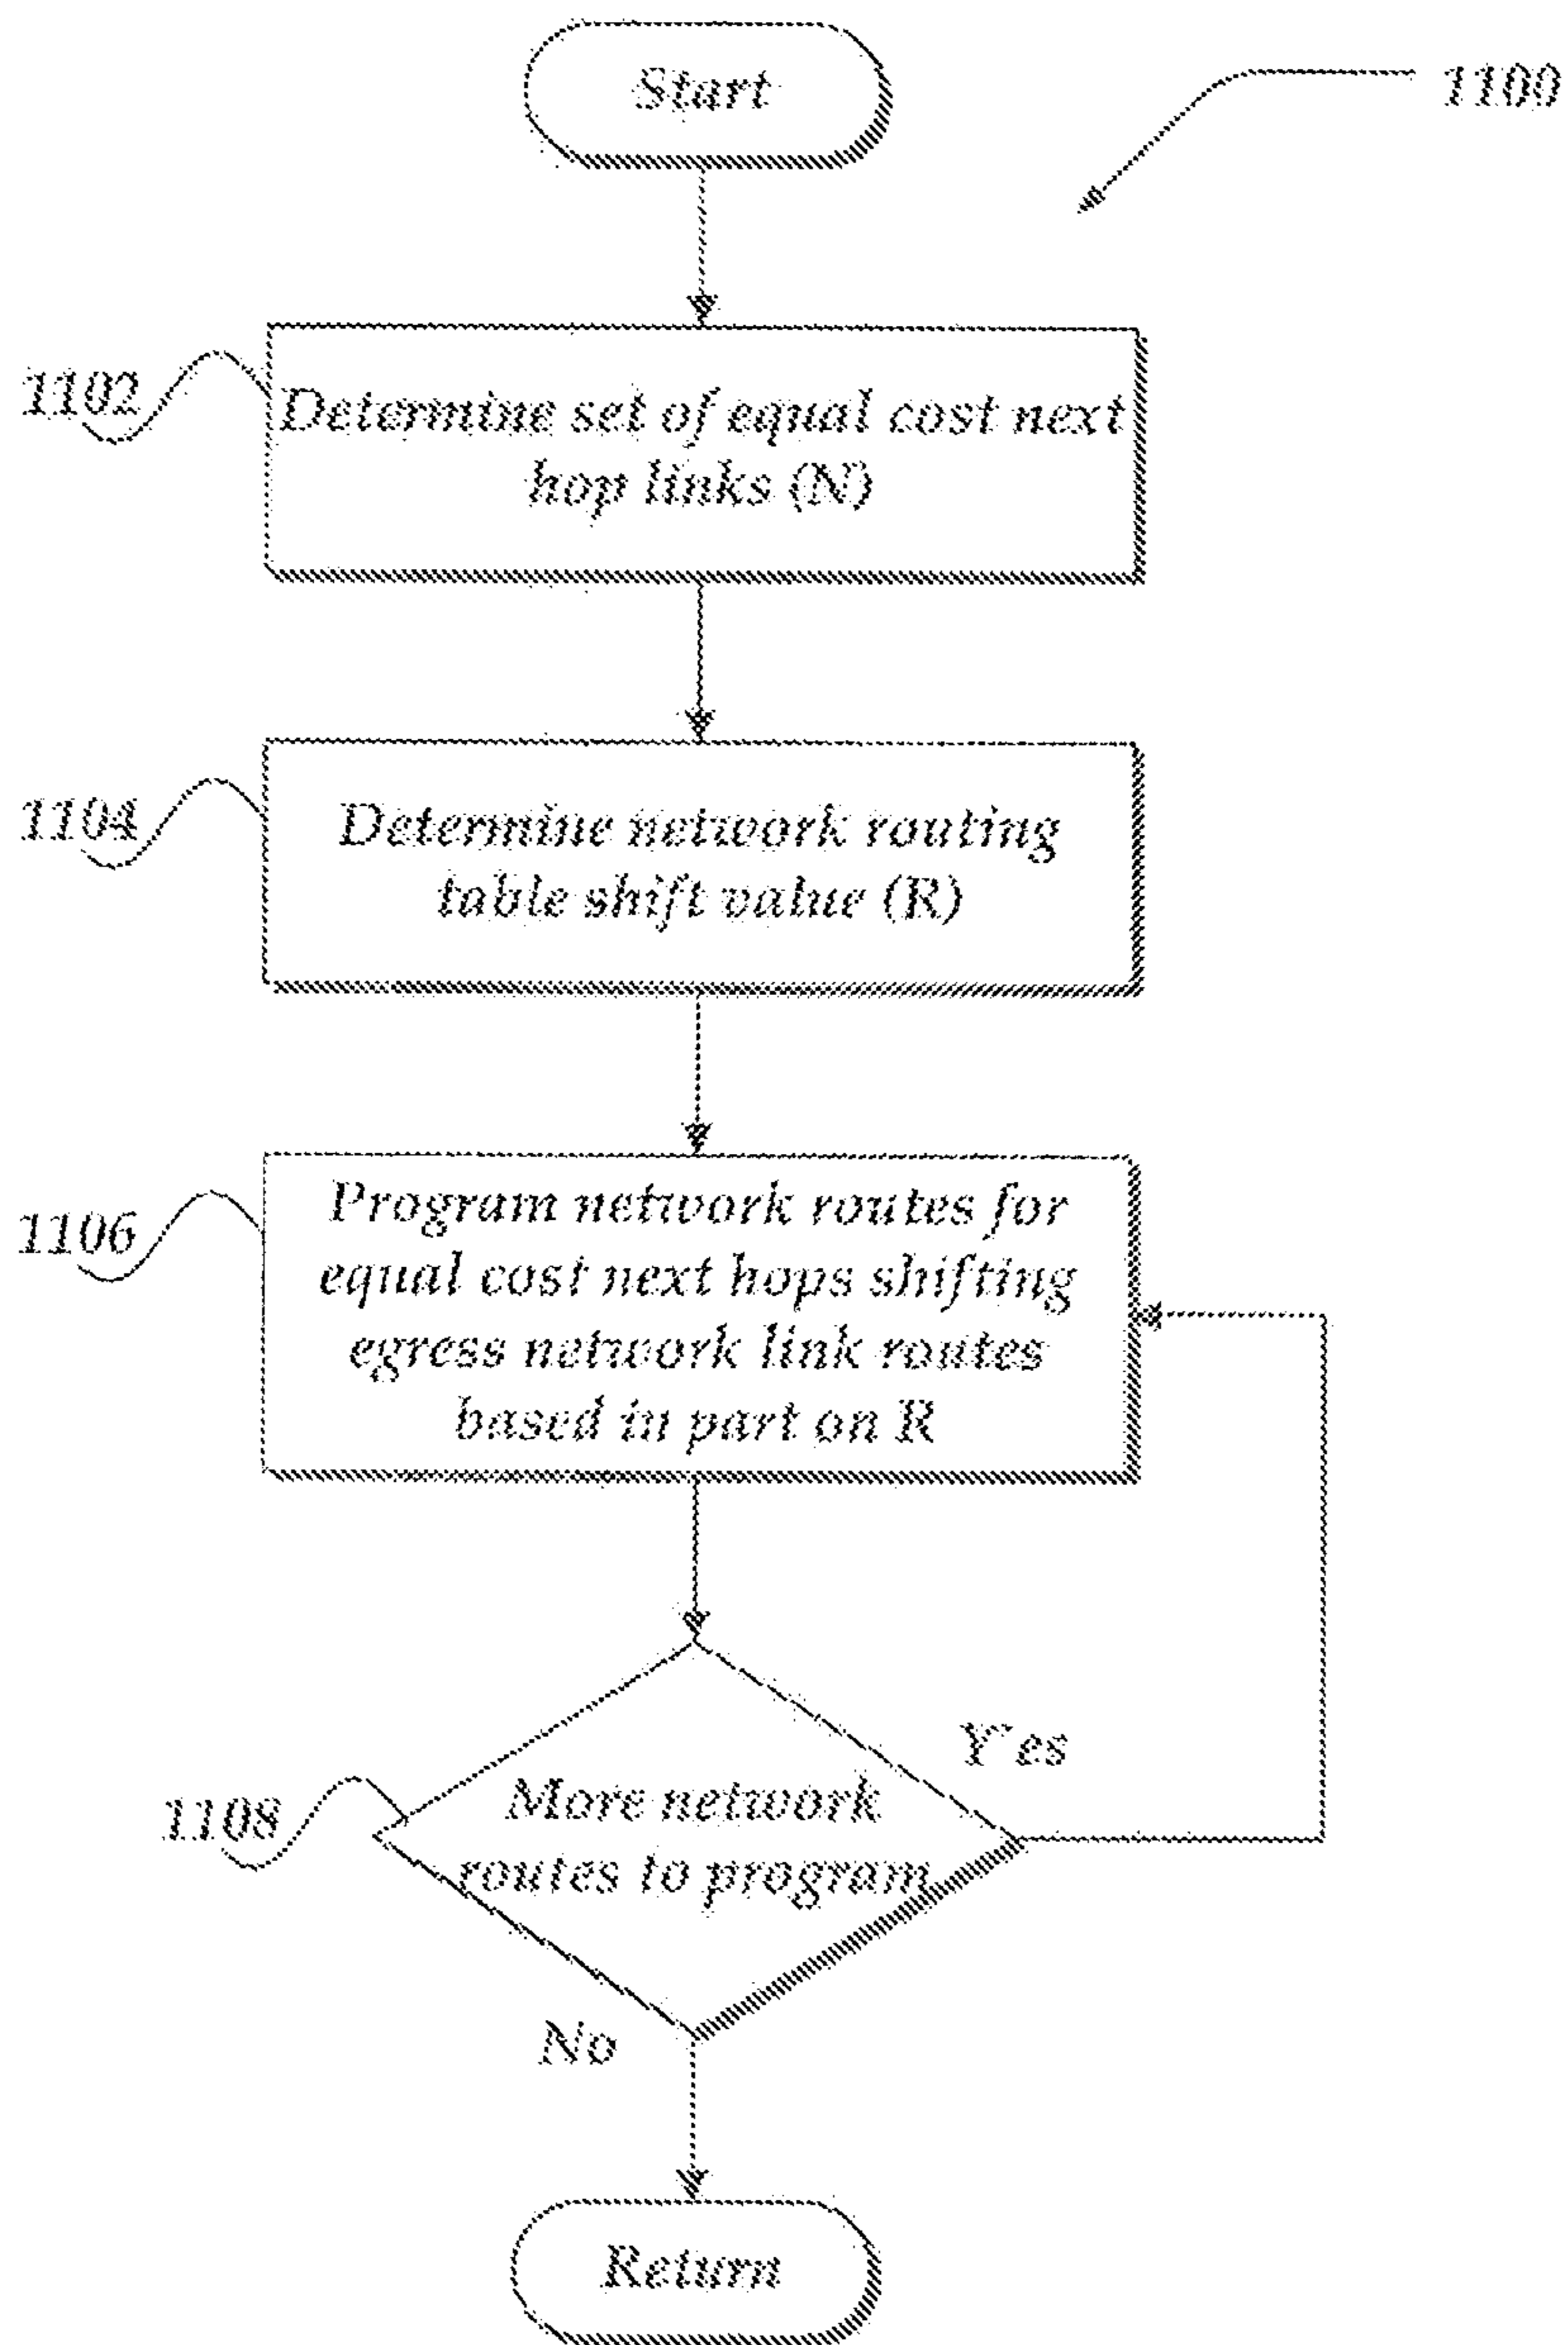 Start
1100
1102
Determine set of equal cost next
hop links (N)
1104
Determine network routing
table shift value (R)
1106
Program network routes for
equal cost next hops shifting
egress network link routes
based in part on R
Yes
1108
More network
routes to program
No
Return